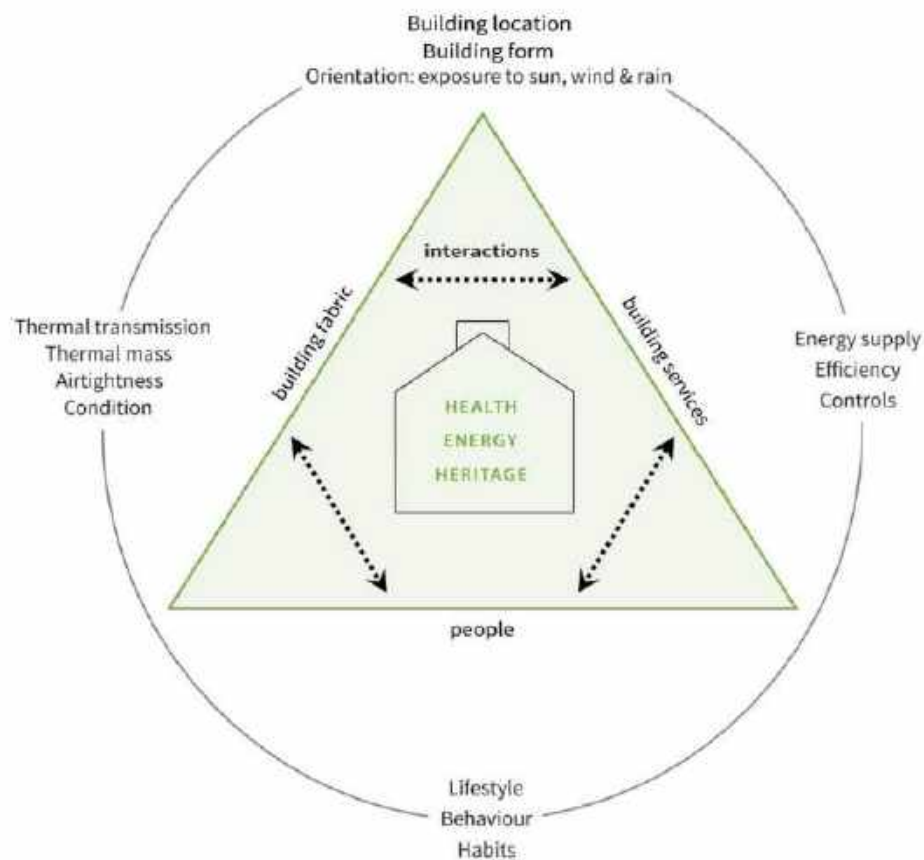 Building location
Building form
Orientation: exposure to sun, wind & rain
interactions
building fabric
building services
Thermal transmission
Thermal mass
Airtightness
Condition
Energy supply
Efficiency
Controls
HEALTH
ENERGY
HERITAGE
people
Lifestyle
Behaviour
Habits